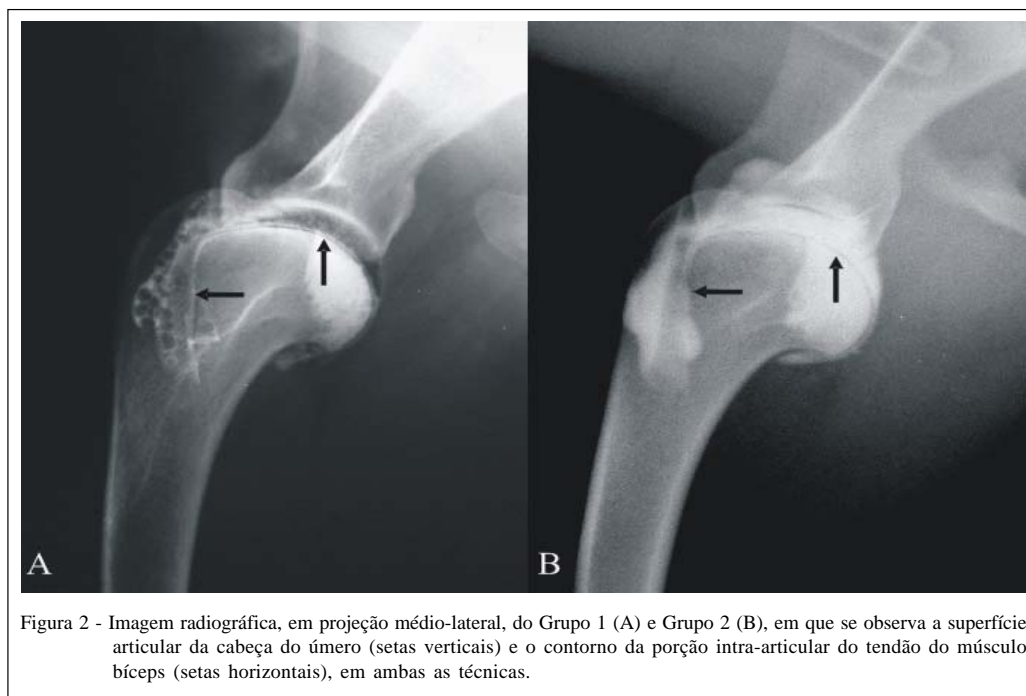 A
B
Figura 2 - Imagem radiográfica, em projeção médio-lateral, do Grupo 1 (A) e Grupo 2 (B), em que se observa a superfície
articular da cabeça do úmero (setas verticais) e o contorno da porção intra-articular do tendão do músculo
bíceps (setas horizontais), em ambas as técnicas.